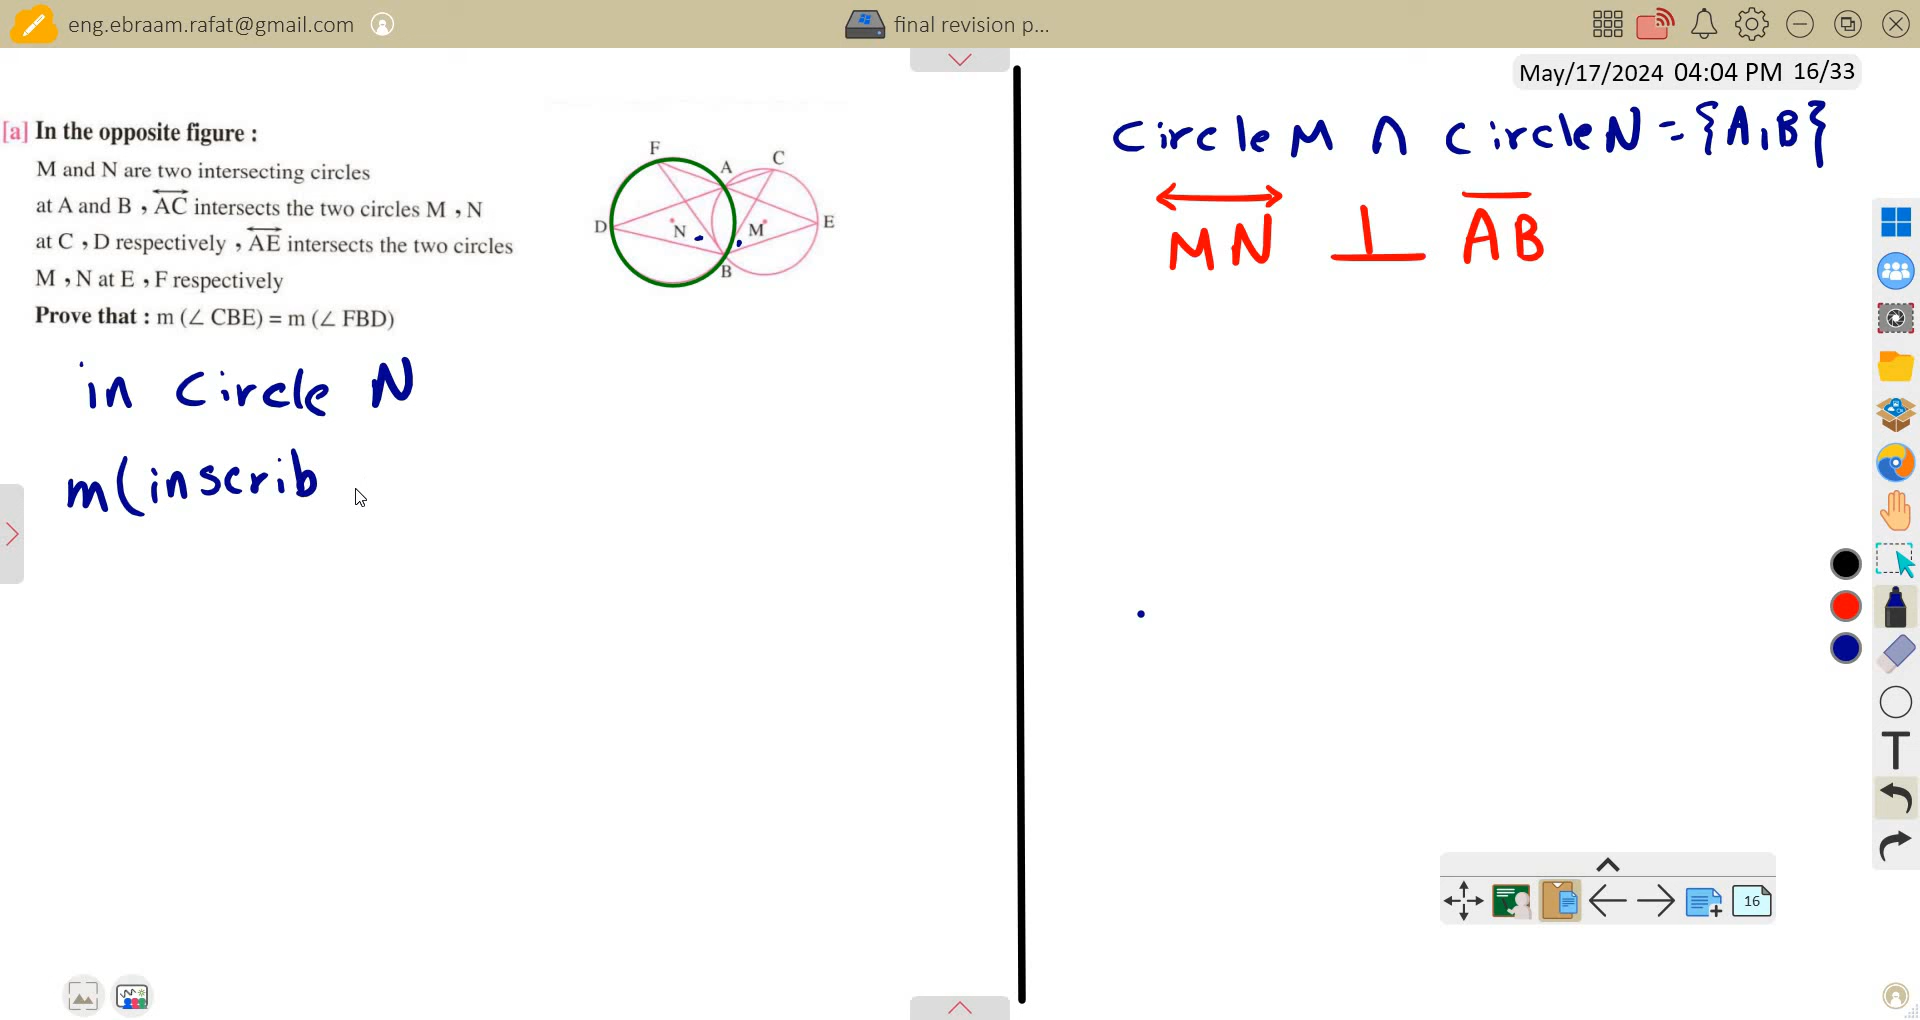 eng.ebraam.rafat@gmail.com
final revision p...
May/17/2024 04:04 PM 16/33
[a] In the opposite figure :
M and N are two intersecting circles
at A and B , AC intersects the two circles M , N
at C , D respectively , AE intersects the two circles
M , N at E , F respectively
Prove that : m (∠ CBE) = m (∠ FBD)
F
A
C
D
N
M
E
B
in Circle N
m(inscrib
Circle M ∩ Circle N = {A,B}
MN ⊥ AB
T
16